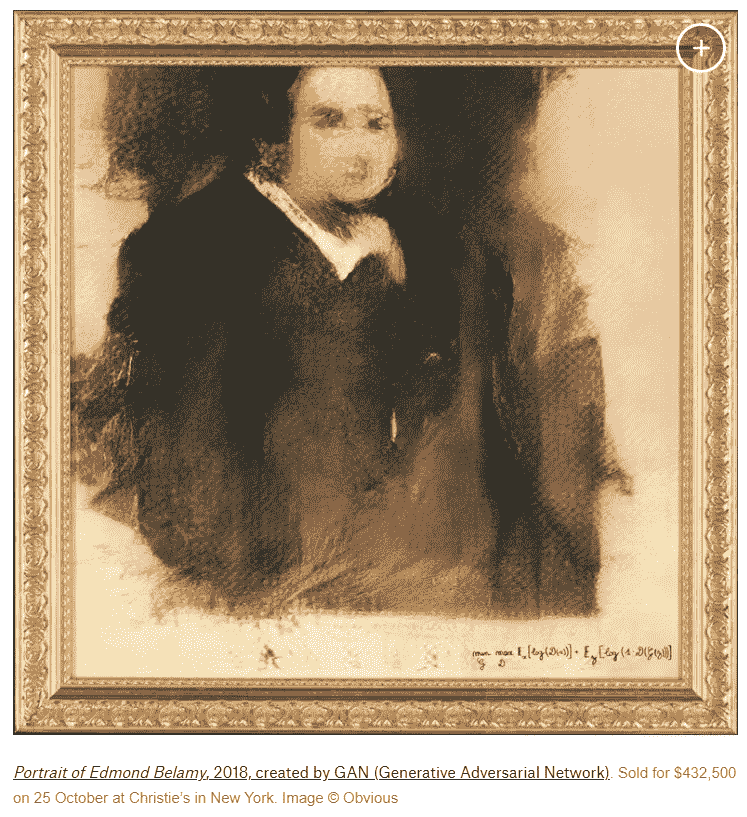 min max Eₓ[log(D(x))] + E_z[log(1-D(G(z)))]
G D
Portrait of Edmond Belamy, 2018, created by GAN (Generative Adversarial Network). Sold for $432,500
on 25 October at Christie’s in New York. Image © Obvious